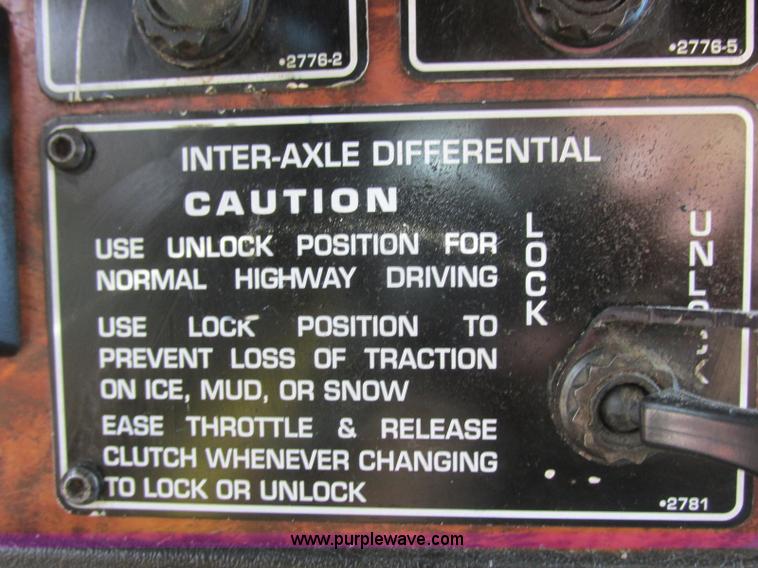 •2776-2
•2776-5
INTER-AXLE DIFFERENTIAL
CAUTION
USE UNLOCK POSITION FOR
NORMAL HIGHWAY DRIVING
USE LOCK POSITION TO
PREVENT LOSS OF TRACTION
ON ICE, MUD, OR SNOW
EASE THROTTLE & RELEASE
CLUTCH WHENEVER CHANGING
TO LOCK OR UNLOCK
LOCK
UNLOCK
•2781
www.purplewave.com